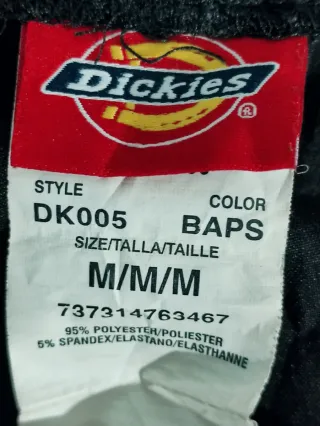 Dickies
®
STYLE COLOR
DK005 BAPS
SIZE/TALLA/TAILLE
M/M/M
737314763467
95% POLYESTER/POLIESTER
5% SPANDEX/ELASTANO/ELASTHANNE